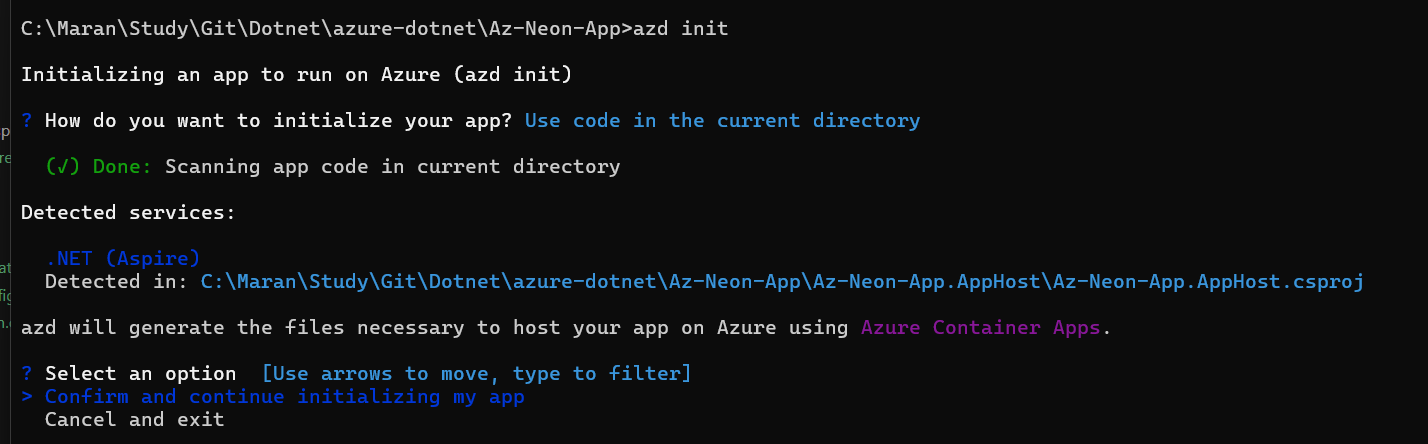 C:\Maran\Study\Git\Dotnet\azure-dotnet\Az-Neon-App>azd init
Initializing an app to run on Azure (azd init)
? How do you want to initialize your app? Use code in the current directory
(✓) Done: Scanning app code in current directory
Detected services:
.NET (Aspire)
Detected in: C:\Maran\Study\Git\Dotnet\azure-dotnet\Az-Neon-App\Az-Neon-App.AppHost\Az-Neon-App.AppHost.csproj
azd will generate the files necessary to host your app on Azure using Azure Container Apps.
? Select an option  [Use arrows to move, type to filter]
> Confirm and continue initializing my app
Cancel and exit